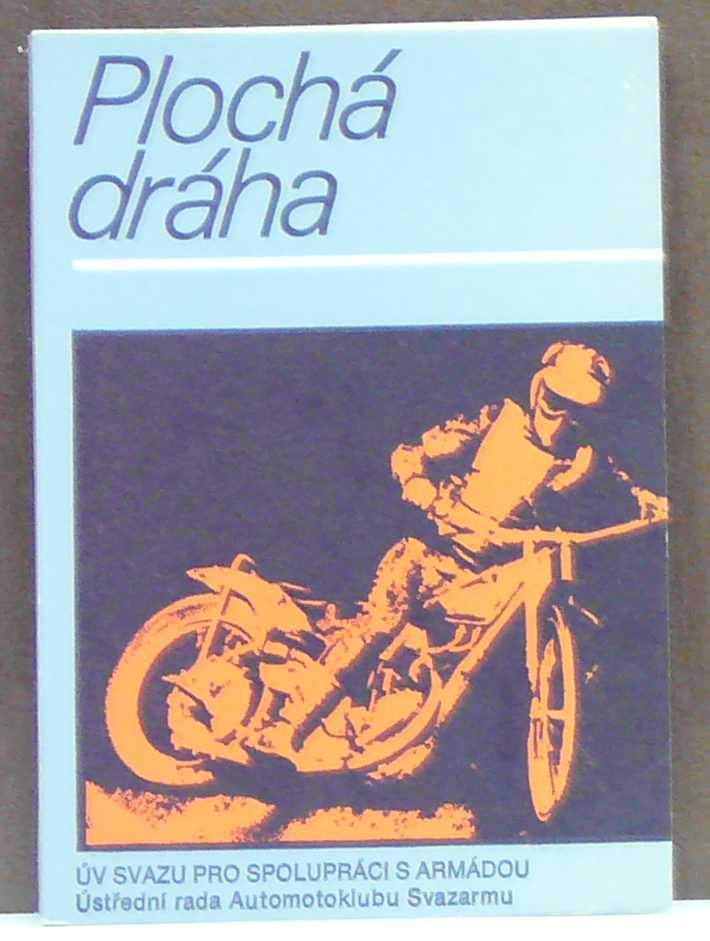 Plochá
dráha
ÚV SVAZU PRO SPOLUPRÁCI S ARMÁDOU
Ústřední rada Automotoklubu Svazarmu